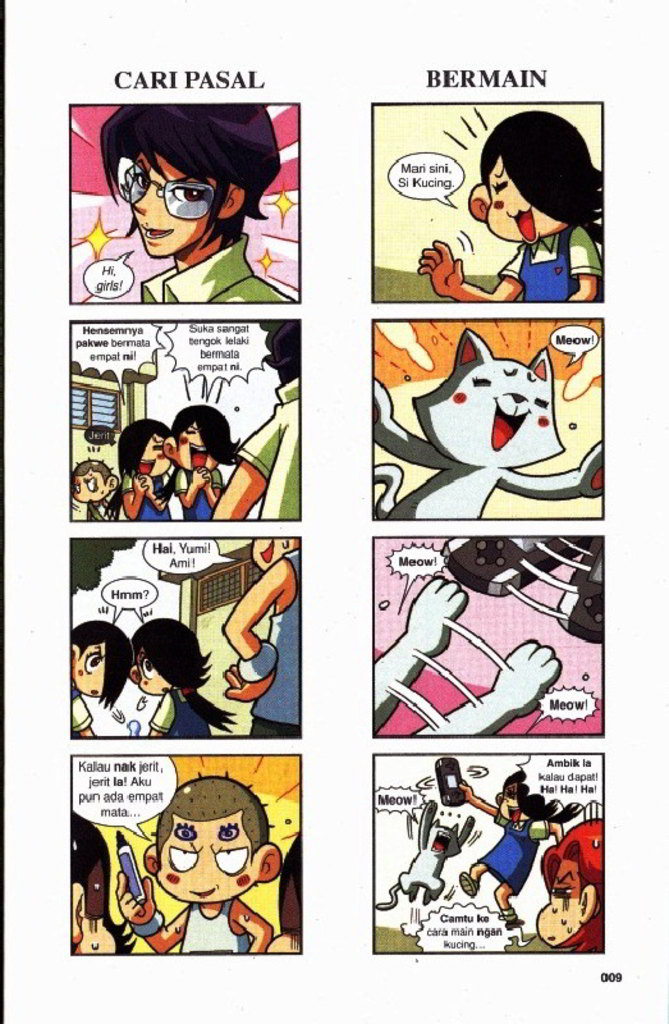 CARI PASAL
Hi,
girls!
Hensemnya
pakwe bermata
empat ni!
Suka sangat
tengok lelaki
bermata
empat ni.
Jerit
Hai, Yumi!
Ami!
Hmm?
Kallau nak jerit,
jerit la! Aku
pun ada empat
mata...
BERMAIN
Mari sini,
Si Kucing.
Meow!
Meow!
Meow!
Ambik la
kalau dapat!
Ha! Ha! Ha!
Meow!
Camtu ke
cara main ngan
kucing...
009